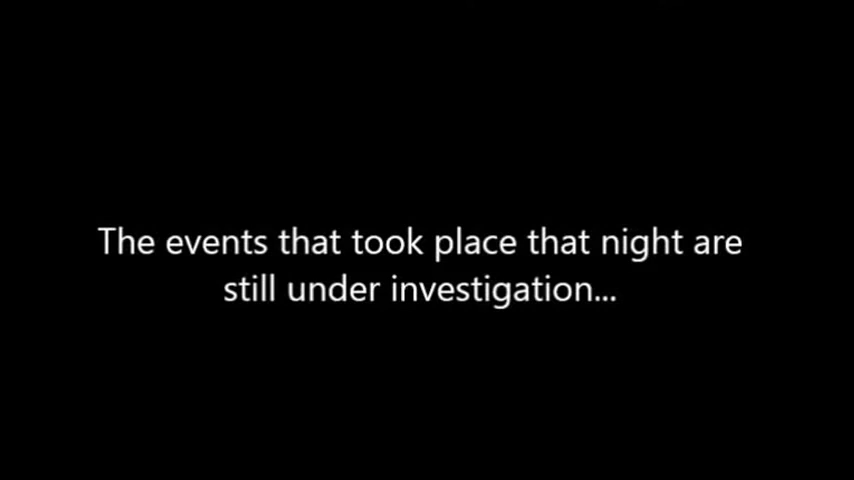 The events that took place that night are
still under investigation...